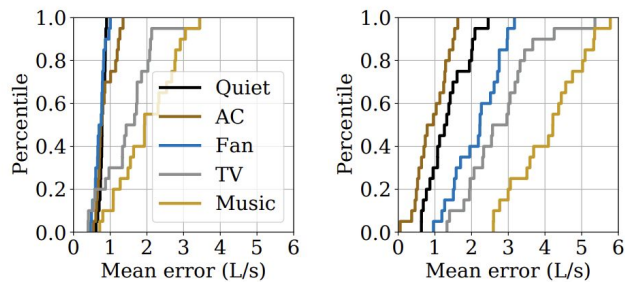 1.0
0.8
0.6
0.4
0.2
0.0
Percentile
Quiet
AC
Fan
TV
Music
0 1 2 3 4 5 6
Mean error (L/s)
1.0
0.8
0.6
0.4
0.2
0.0
Percentile
0 1 2 3 4 5 6
Mean error (L/s)